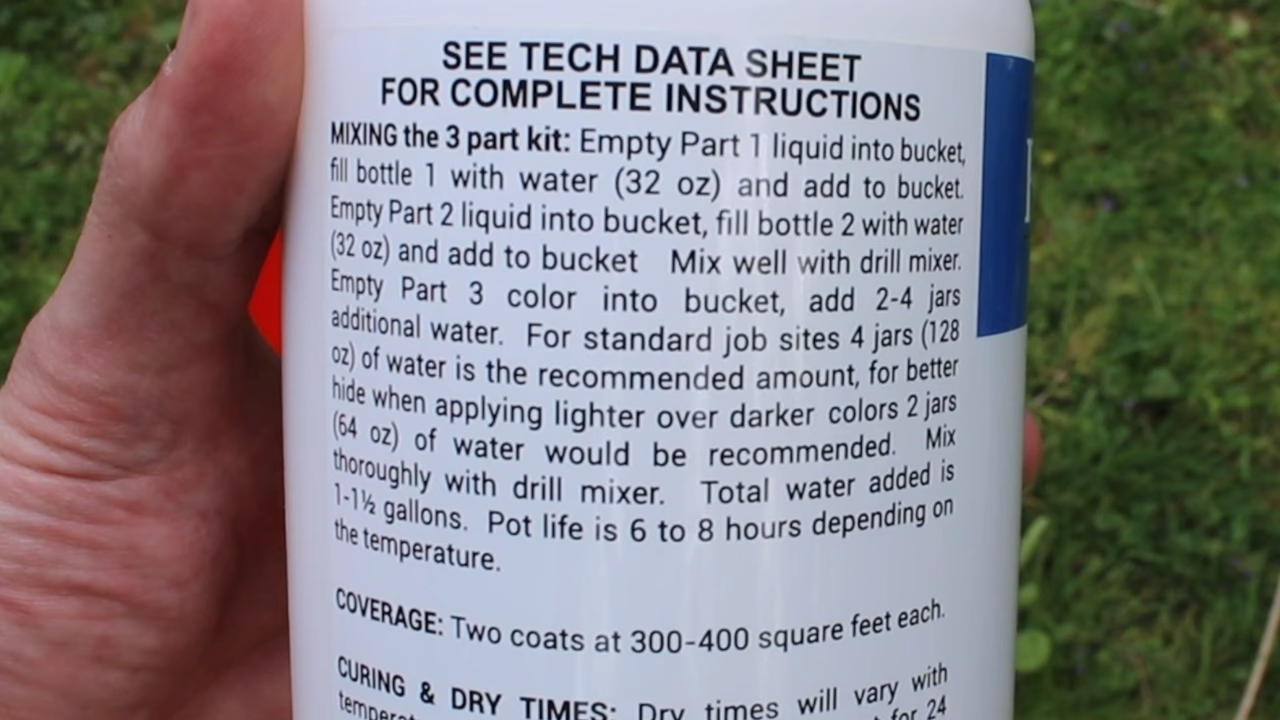 SEE TECH DATA SHEET
FOR COMPLETE INSTRUCTIONS
MIXING the 3 part kit: Empty Part 1 liquid into bucket,
fill bottle 1 with water (32 oz) and add to bucket.
Empty Part 2 liquid into bucket, fill bottle 2 with water
(32 oz) and add to bucket Mix well with drill mixer.
Empty Part 3 color into bucket, add 2-4 jars
additional water. For standard job sites 4 jars (128
oz) of water is the recommended amount, for better
hide when applying lighter over darker colors 2 jars
(64 oz) of water would be recommended. Mix
thoroughly with drill mixer. Total water added is
1-1½ gallons. Pot life is 6 to 8 hours depending on
the temperature.
COVERAGE: Two coats at 300-400 square feet each.
CURING & DRY TIMES: Dry times will vary with
for 24